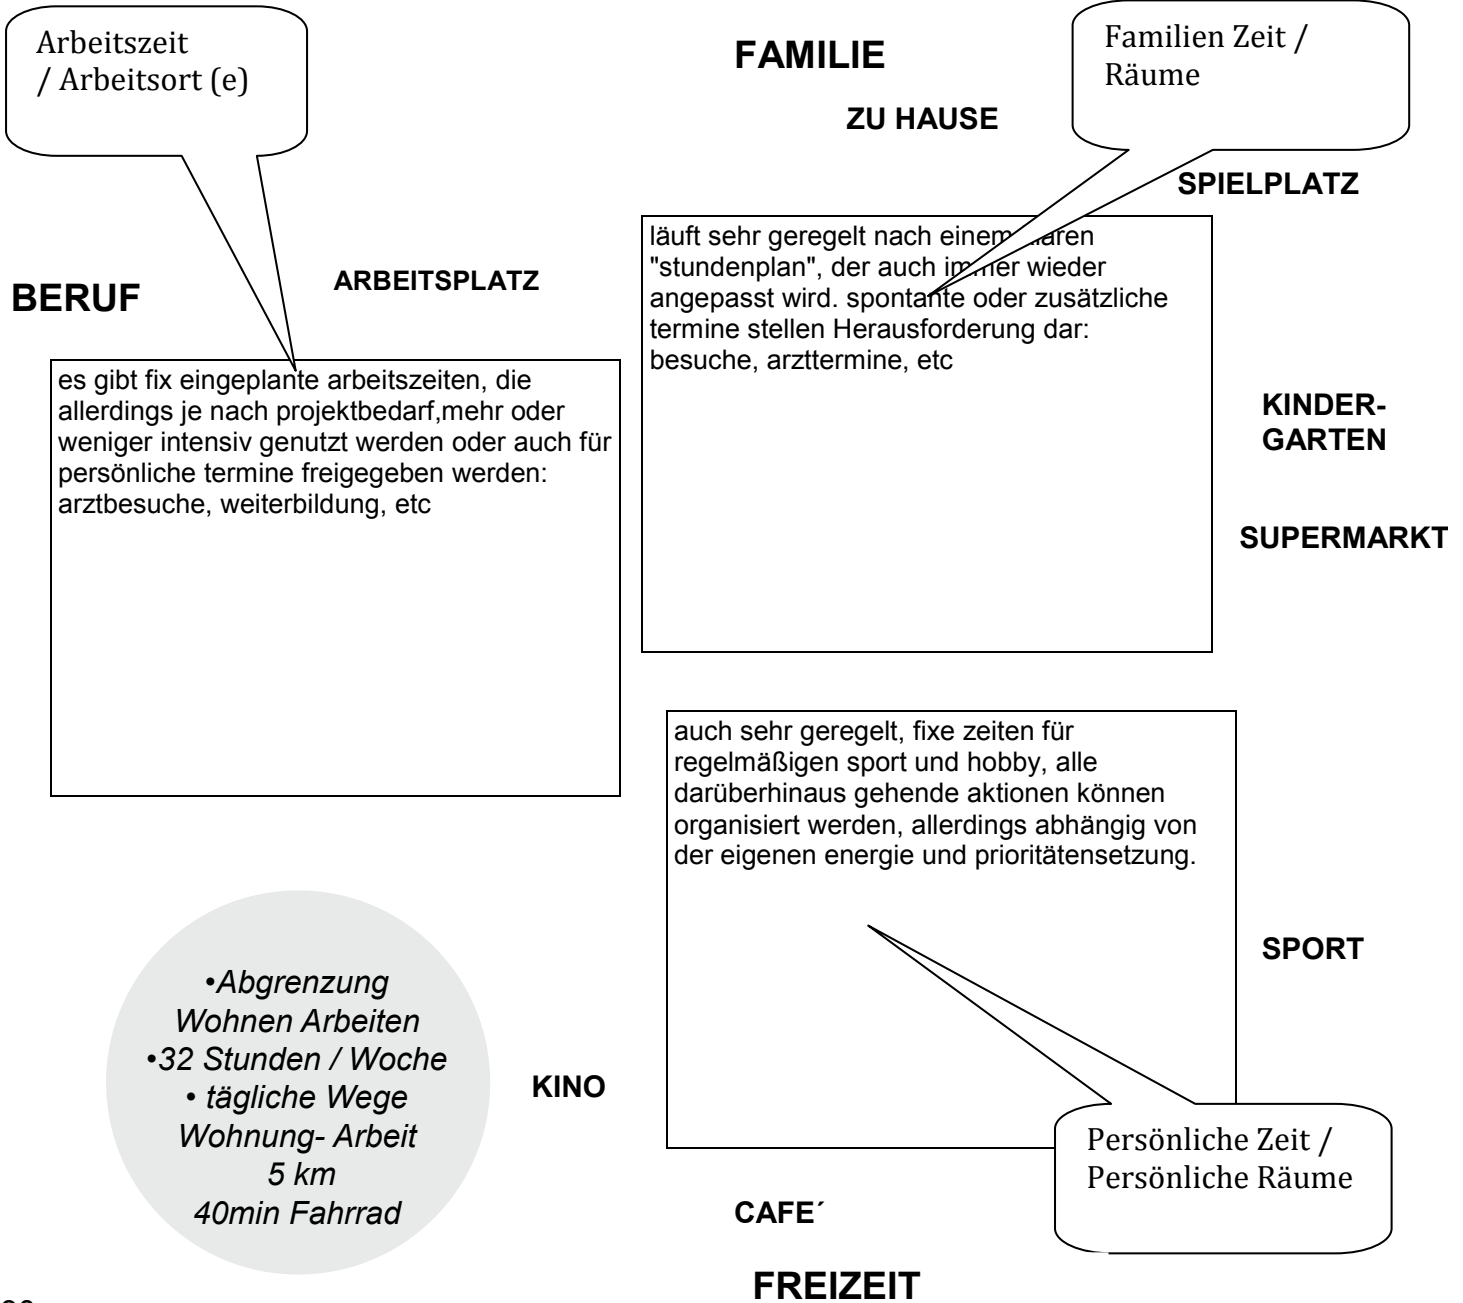 Arbeitszeit
/ Arbeitsort (e)
FAMILIE
Familien Zeit /
Räume
ZU HAUSE
SPIELPLATZ
BERUF
ARBEITSPLATZ
läuft sehr geregelt nach einem klaren
"stundenplan", der auch immer wieder
angepasst wird. spontante oder zusätzliche
termine stellen Herausforderung dar:
besuche, arzttermine, etc
es gibt fix eingeplante arbeitszeiten, die
allerdings je nach projektbedarf,mehr oder
weniger intensiv genutzt werden oder auch für
persönliche termine freigegeben werden:
arztbesuche, weiterbildung, etc
KINDER-
GARTEN
SUPERMARKT
auch sehr geregelt, fixe zeiten für
regelmäßigen sport und hobby, alle
darüberhinaus gehende aktionen können
organisiert werden, allerdings abhängig von
der eigenen energie und prioritätensetzung.
SPORT
•Abgrenzung
Wohnen Arbeiten
•32 Stunden / Woche
• tägliche Wege
Wohnung- Arbeit
5 km
40min Fahrrad
KINO
Persönliche Zeit /
Persönliche Räume
CAFE´
FREIZEIT